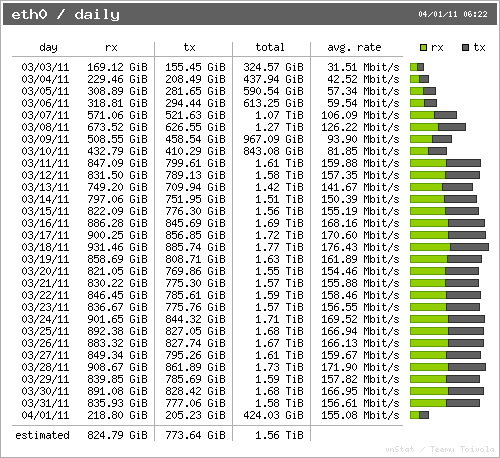 eth0 / daily 04/01/11 06:22
day rx tx total avg. rate rx tx
03/03/11 169.12 GiB 155.45 GiB 324.57 GiB 31.51 Mbit/s
03/04/11 229.46 GiB 208.49 GiB 437.94 GiB 42.52 Mbit/s
03/05/11 308.89 GiB 281.65 GiB 590.54 GiB 57.34 Mbit/s
03/06/11 318.81 GiB 294.44 GiB 613.25 GiB 59.54 Mbit/s
03/07/11 571.06 GiB 521.63 GiB 1.07 TiB 106.09 Mbit/s
03/08/11 673.52 GiB 626.55 GiB 1.27 TiB 126.22 Mbit/s
03/09/11 508.55 GiB 458.54 GiB 967.09 GiB 93.90 Mbit/s
03/10/11 432.79 GiB 410.29 GiB 843.08 GiB 81.85 Mbit/s
03/11/11 847.09 GiB 799.61 GiB 1.61 TiB 159.88 Mbit/s
03/12/11 831.50 GiB 789.13 GiB 1.58 TiB 157.35 Mbit/s
03/13/11 749.20 GiB 709.94 GiB 1.42 TiB 141.67 Mbit/s
03/14/11 797.06 GiB 751.95 GiB 1.51 TiB 150.39 Mbit/s
03/15/11 822.09 GiB 776.30 GiB 1.56 TiB 155.19 Mbit/s
03/16/11 886.28 GiB 845.69 GiB 1.69 TiB 168.16 Mbit/s
03/17/11 900.25 GiB 856.85 GiB 1.72 TiB 170.60 Mbit/s
03/18/11 931.46 GiB 885.74 GiB 1.77 TiB 176.43 Mbit/s
03/19/11 858.69 GiB 808.71 GiB 1.63 TiB 161.89 Mbit/s
03/20/11 821.05 GiB 769.86 GiB 1.55 TiB 154.46 Mbit/s
03/21/11 830.22 GiB 775.30 GiB 1.57 TiB 155.88 Mbit/s
03/22/11 846.45 GiB 785.61 GiB 1.59 TiB 158.46 Mbit/s
03/23/11 836.67 GiB 775.76 GiB 1.57 TiB 156.55 Mbit/s
03/24/11 901.65 GiB 844.32 GiB 1.71 TiB 169.52 Mbit/s
03/25/11 892.38 GiB 827.05 GiB 1.68 TiB 166.94 Mbit/s
03/26/11 883.32 GiB 827.74 GiB 1.67 TiB 166.13 Mbit/s
03/27/11 849.34 GiB 795.26 GiB 1.61 TiB 159.67 Mbit/s
03/28/11 908.67 GiB 861.89 GiB 1.73 TiB 171.90 Mbit/s
03/29/11 839.85 GiB 785.69 GiB 1.59 TiB 157.82 Mbit/s
03/30/11 891.08 GiB 828.42 GiB 1.68 TiB 166.95 Mbit/s
03/31/11 835.93 GiB 777.06 GiB 1.58 TiB 156.61 Mbit/s
04/01/11 218.80 GiB 205.23 GiB 424.03 GiB 155.08 Mbit/s
estimated 824.79 GiB 773.64 GiB 1.56 TiB
vnStat / Teemu Toivola